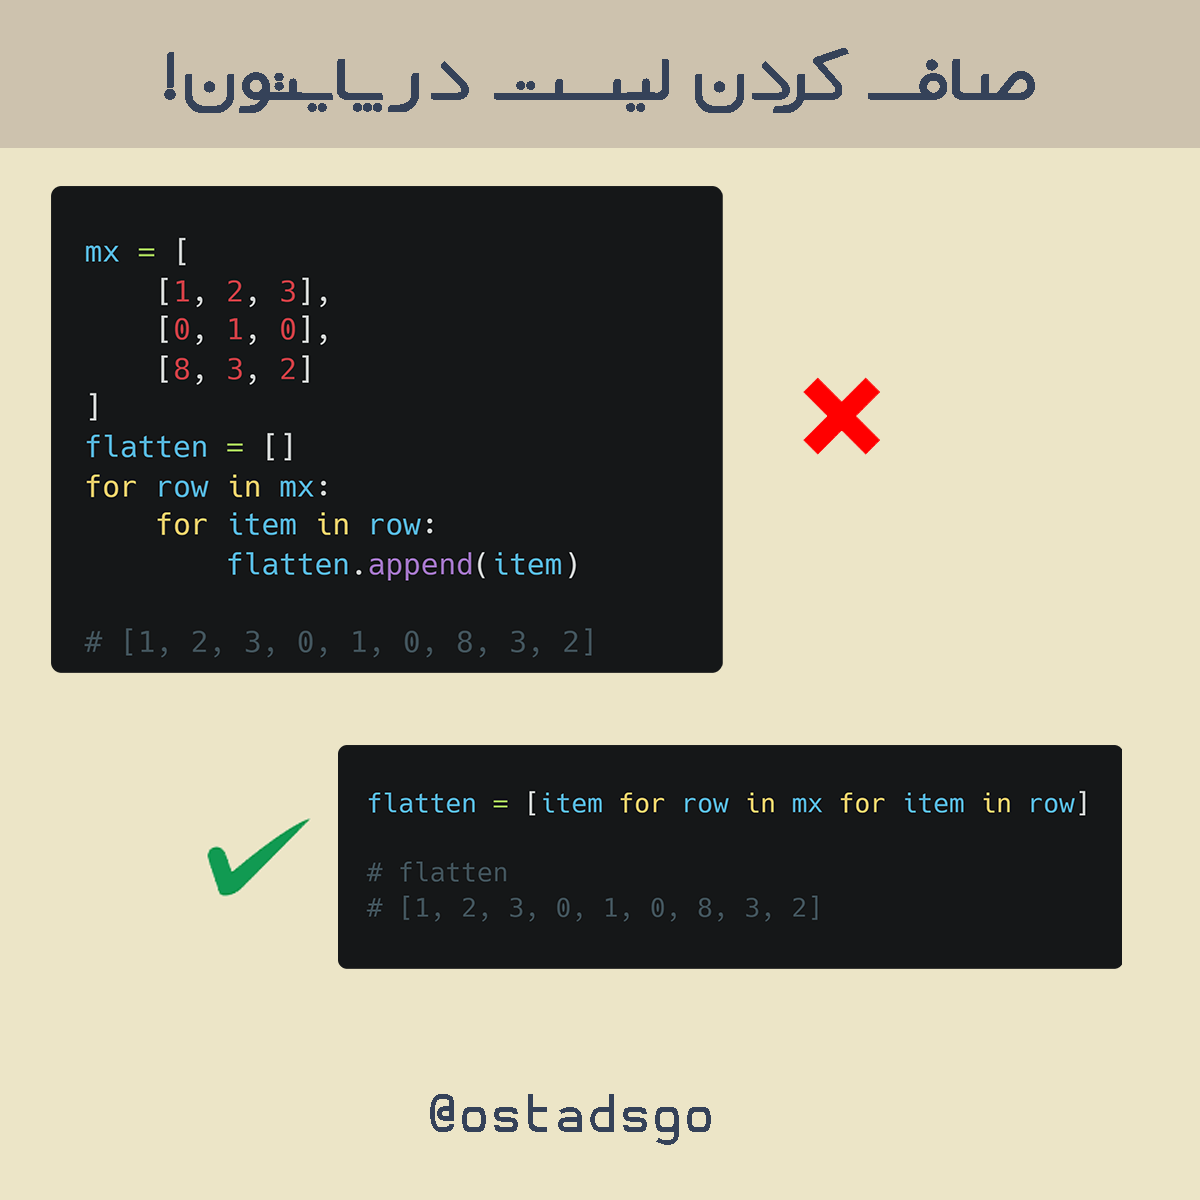 صاف کردن لیست در پایتون!
mx = [
    [1, 2, 3],
    [0, 1, 0],
    [8, 3, 2]
]
flatten = []
for row in mx:
    for item in row:
        flatten.append(item)
# [1, 2, 3, 0, 1, 0, 8, 3, 2]
flatten = [item for row in mx for item in row]
# flatten
# [1, 2, 3, 0, 1, 0, 8, 3, 2]
@ostadsgo